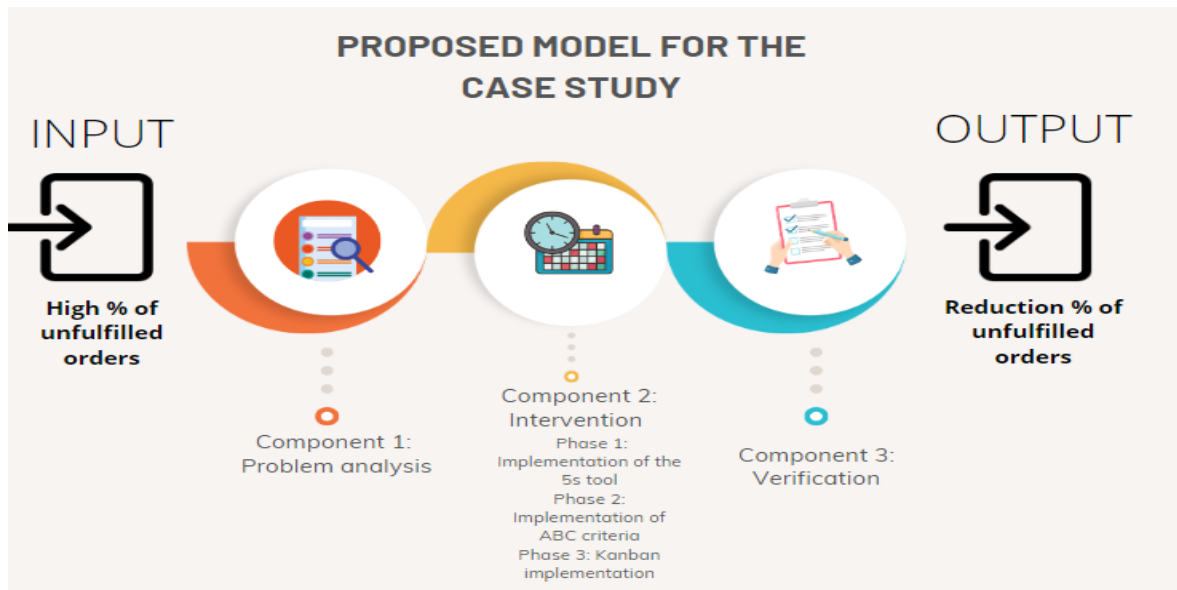 PROPOSED MODEL FOR THE
CASE STUDY
INPUT
High % of
unfulfilled
orders
Component 1:
Problem analysis
Component 2:
Intervention
Phase 1:
Implementation of the
5s tool
Phase 2:
Implementation of
ABC criteria
Phase 3: Kanban
implementation
Component 3:
Verification
OUTPUT
Reduction % of
unfulfilled
orders